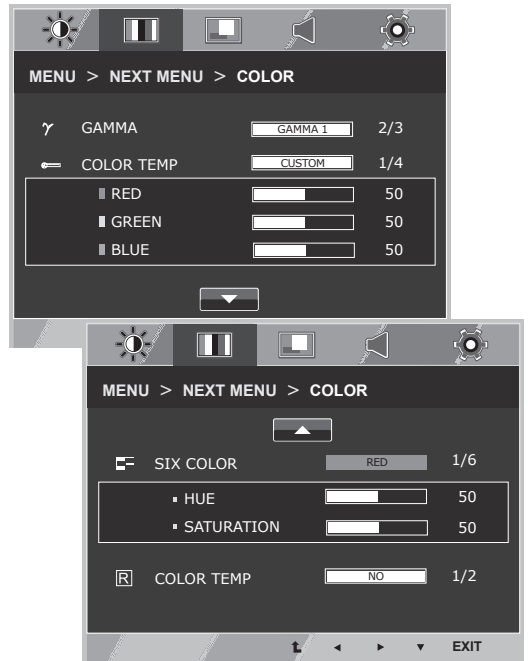 MENU > NEXT MENU > COLOR
GAMMA GAMMA 1 2/3
COLOR TEMP CUSTOM 1/4
RED 50
GREEN 50
BLUE 50
MENU > NEXT MENU > COLOR
SIX COLOR RED 1/6
HUE 50
SATURATION 50
R COLOR TEMP NO 1/2
EXIT